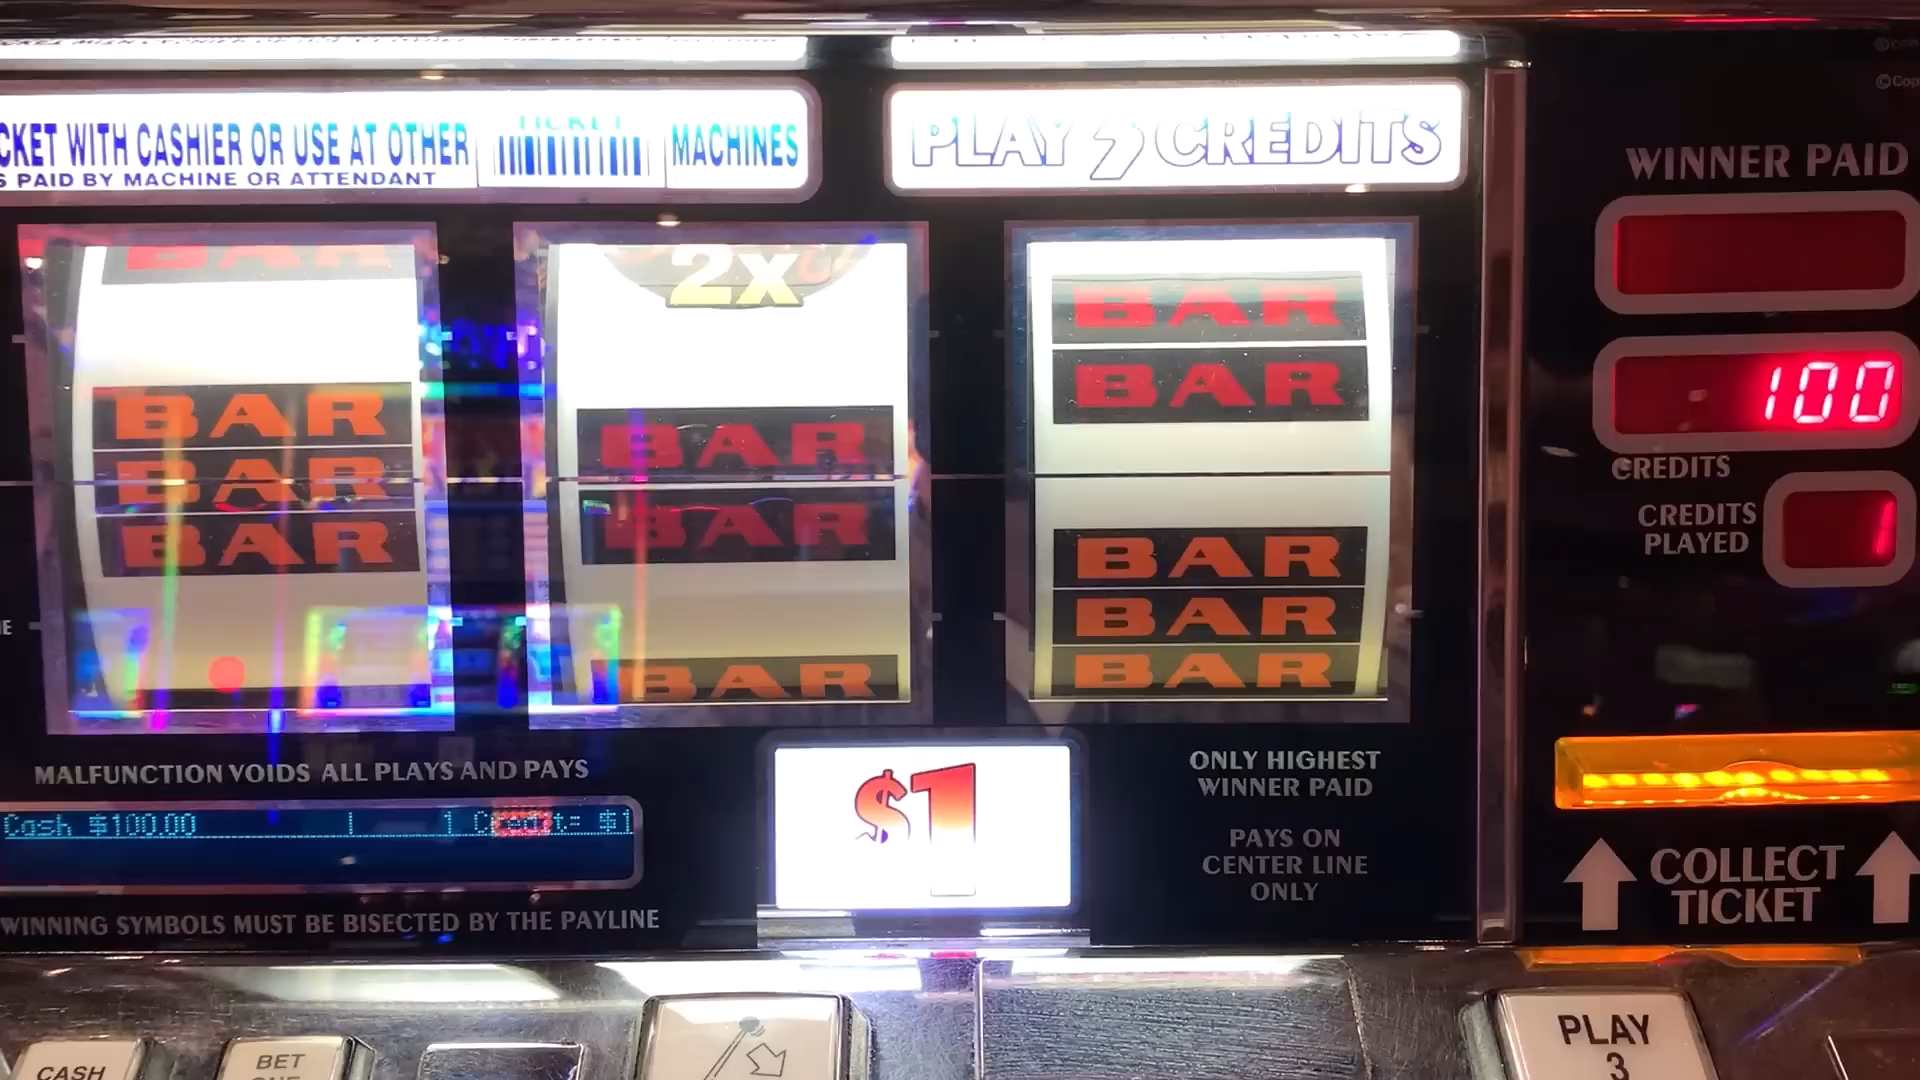 CKET WITH CASHIER OR USE AT OTHER
TICKET
MACHINES
S PAID BY MACHINE OR ATTENDANT
PLAY 3 CREDITS
WINNER PAID
BAR
BAR
BAR
BAR
2x
BAR
BAR
BAR
BAR
BAR
BAR
BAR
BAR
100
CREDITS
CREDITS
PLAYED
1
MALFUNCTION VOIDS ALL PLAYS AND PAYS
Cash $100.00 | 1 Credit= $1
WINNING SYMBOLS MUST BE BISECTED BY THE PAYLINE
$1
ONLY HIGHEST
WINNER PAID
PAYS ON
CENTER LINE
ONLY
COLLECT
TICKET
CASH
BET
PLAY
3